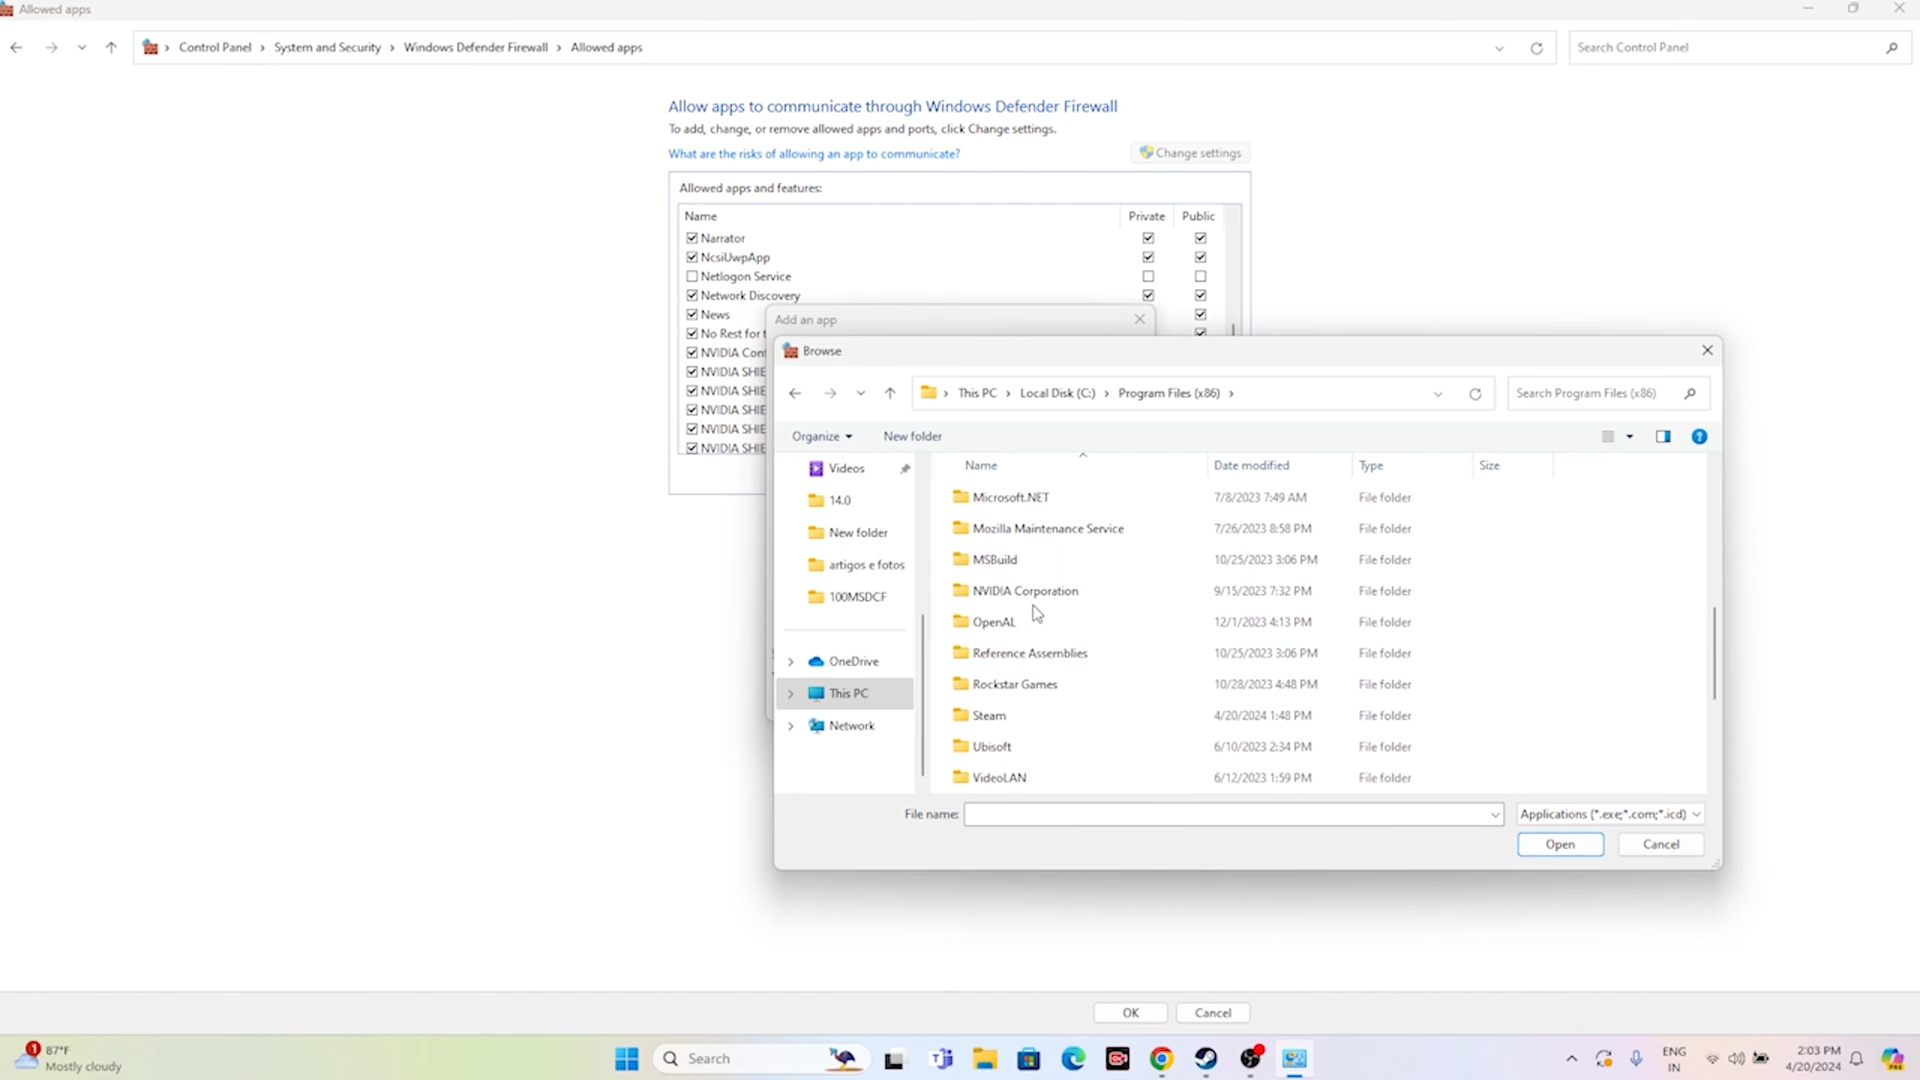 Allowed apps
Control Panel > System and Security > Windows Defender Firewall > Allowed apps
Search Control Panel
Allow apps to communicate through Windows Defender Firewall
To add, change, or remove allowed apps and ports, click Change settings.
What are the risks of allowing an app to communicate?
Change settings
Allowed apps and features:
Name Private Public
Narrator
NcsiUwpApp
Netlogon Service
Network Discovery
News
No Rest for t
NVIDIA Cont
NVIDIA SHIE
NVIDIA SHIE
NVIDIA SHIE
NVIDIA SHIE
NVIDIA SHIE
Add an app
Browse
This PC > Local Disk (C:) > Program Files (x86) >
Search Program Files (x86)
Organize New folder
Videos
14.0
New folder
artigos e fotos
100MSDCF
OneDrive
This PC
Network
Name Date modified Type Size
Microsoft.NET 7/8/2023 7:49 AM File folder
Mozilla Maintenance Service 7/26/2023 8:58 PM File folder
MSBuild 10/25/2023 3:06 PM File folder
NVIDIA Corporation 9/15/2023 7:32 PM File folder
OpenAL 12/1/2023 4:13 PM File folder
Reference Assemblies 10/25/2023 3:06 PM File folder
Rockstar Games 10/28/2023 4:48 PM File folder
Steam 4/20/2024 1:48 PM File folder
Ubisoft 6/10/2023 2:34 PM File folder
VideoLAN 6/12/2023 1:59 PM File folder
File name: Applications (*.exe;*.com;*.icd)
Open Cancel
OK Cancel
1
87°F
Mostly cloudy
Search
ENG
IN
2:03 PM
4/20/2024